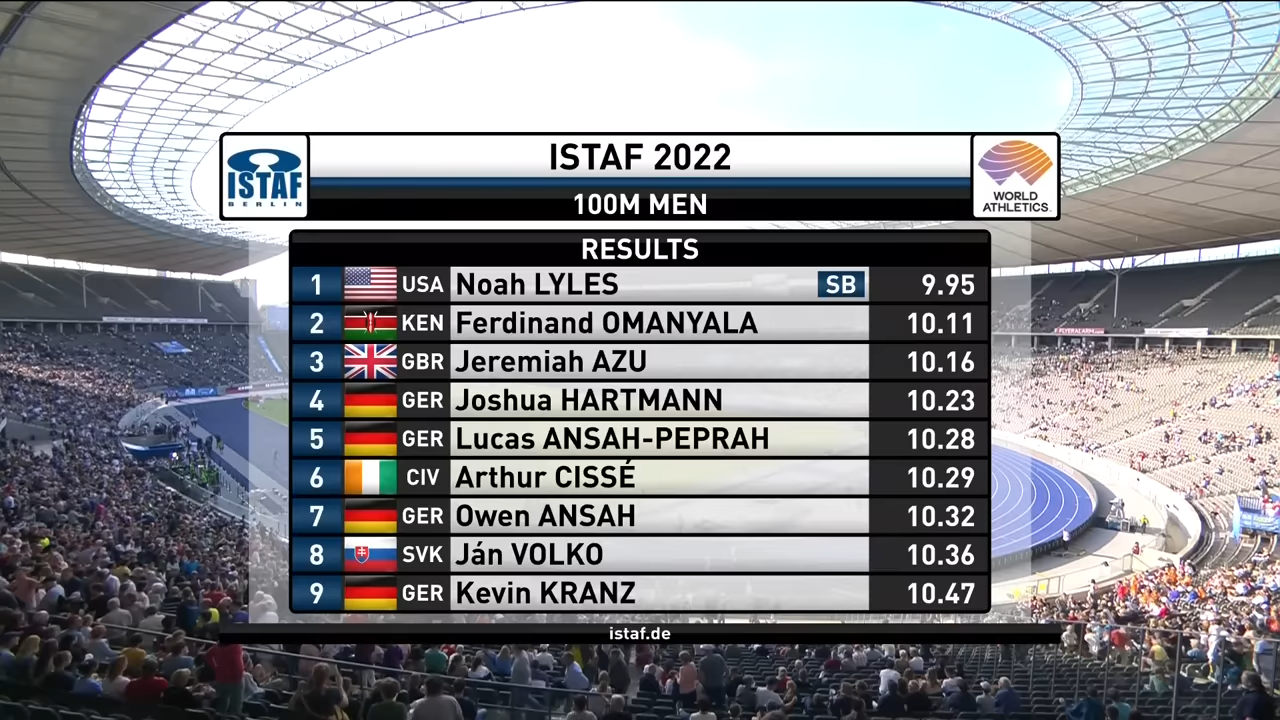 ISTAF 2022
ISTAF
BERLIN
100M MEN
WORLD
ATHLETICS.
RESULTS
1 USA Noah LYLES SB 9.95
2 KEN Ferdinand OMANYALA 10.11
3 GBR Jeremiah AZU 10.16
4 GER Joshua HARTMANN 10.23
5 GER Lucas ANSAH-PEPRAH 10.28
6 CIV Arthur CISSÉ 10.29
7 GER Owen ANSAH 10.32
8 SVK Ján VOLKO 10.36
9 GER Kevin KRANZ 10.47
istaf.de
FLYERALARM